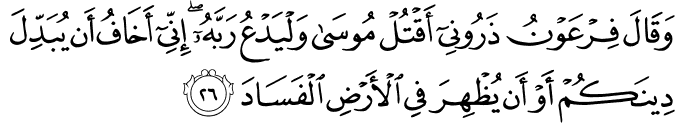 وَقَالَ فِرْعَوْنُ ذَرُونِىٓ أَقْتُلْ مُوسَىٰ وَلْيَدْعُ رَبَّهُۥٓ ۖ إِنِّىٓ أَخَافُ أَن يُبَدِّلَ
دِينَكُمْ أَوْ أَن يُظْهِرَ فِى ٱلْأَرْضِ ٱلْفَسَادَ ٢٦